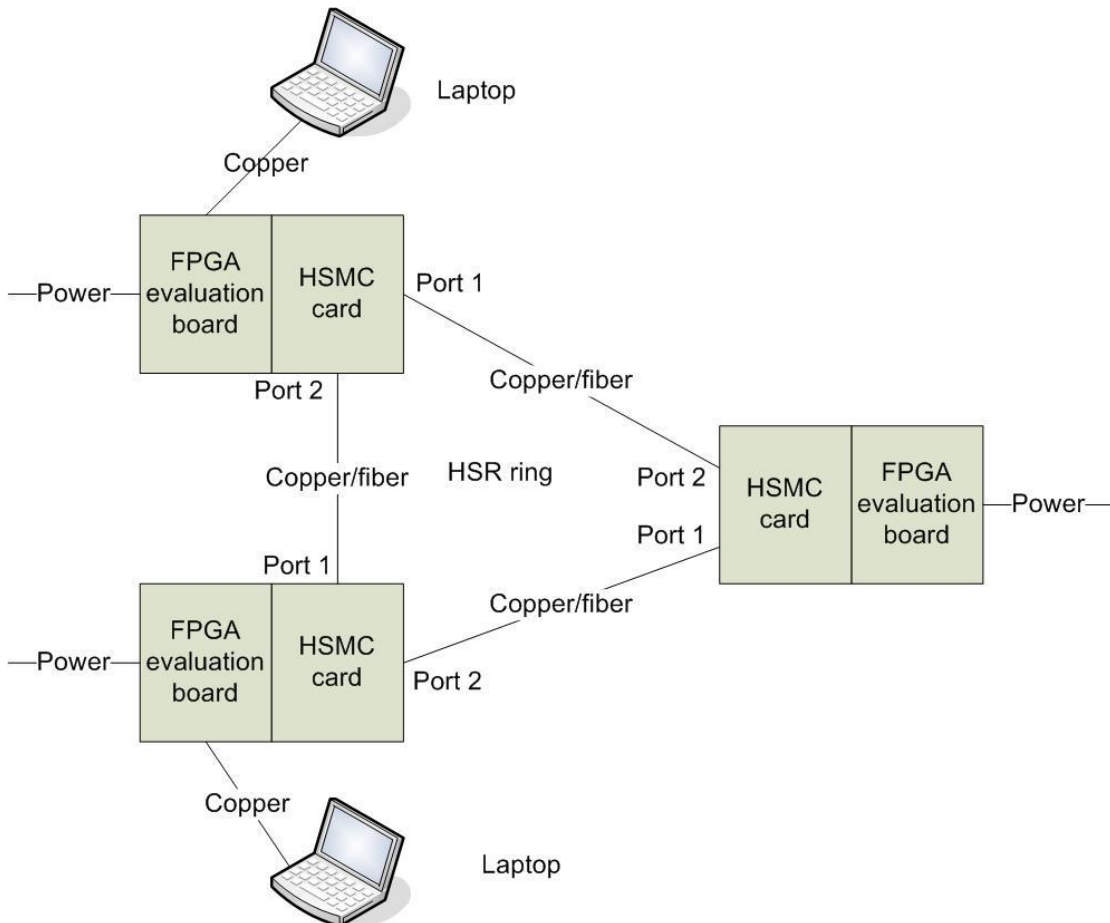 Laptop
Copper
FPGA
evaluation
board
HSMC
card
Port 1
Power
Port 2
Copper/fiber
Copper/fiber
HSR ring
Port 2
HSMC
card
FPGA
evaluation
board
Power
Port 1
Port 1
Copper/fiber
FPGA
evaluation
board
HSMC
card
Power
Port 2
Copper
Laptop